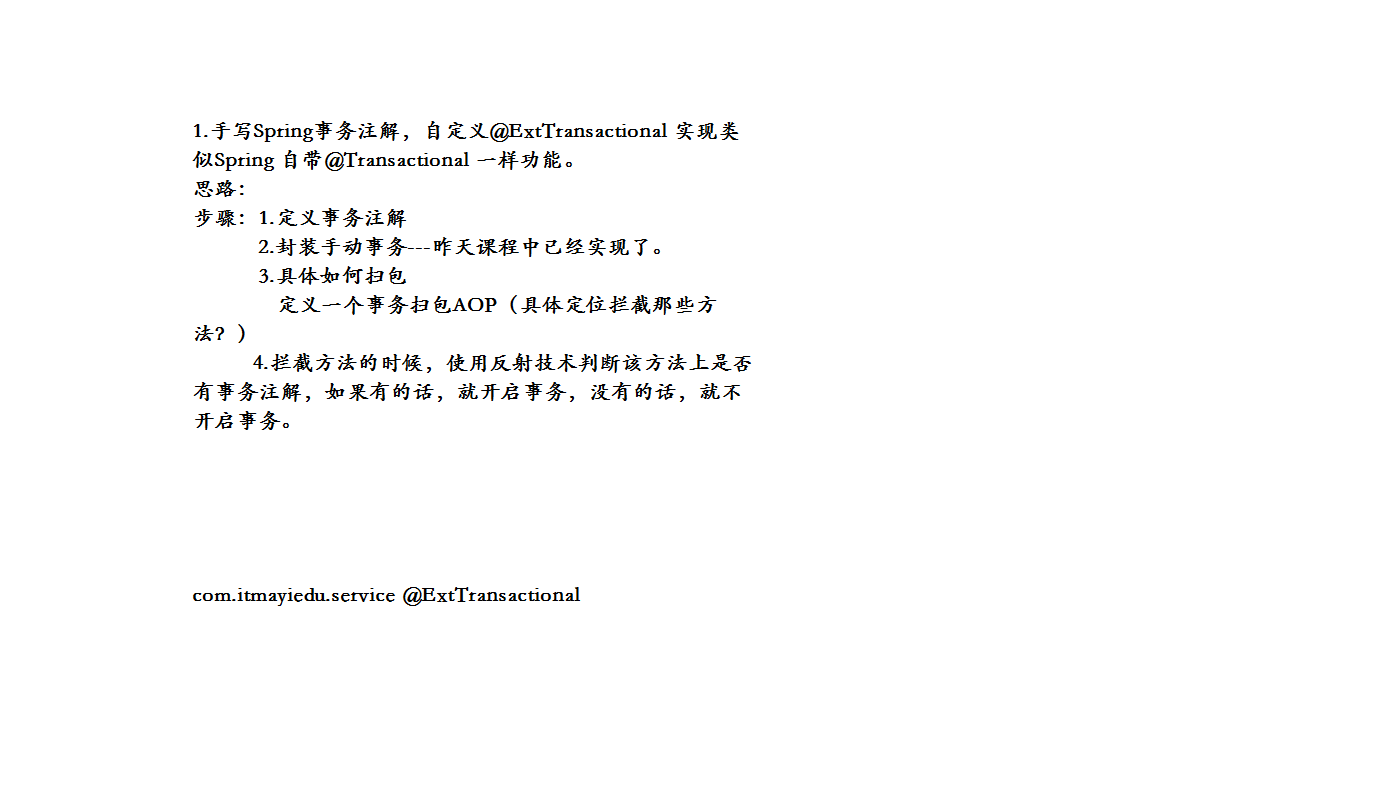 1.手写Spring事务注解，自定义@ExtTransactional 实现类
似Spring 自带@Transactional 一样功能。
思路：
步骤：1.定义事务注解
2.封装手动事务---昨天课程中已经实现了。
3.具体如何扫包
定义一个事务扫包AOP（具体定位拦截那些方
法？）
4.拦截方法的时候，使用反射技术判断该方法上是否
有事务注解，如果有的话，就开启事务，没有的话，就不
开启事务。
com.itmayiedu.service @ExtTransactional